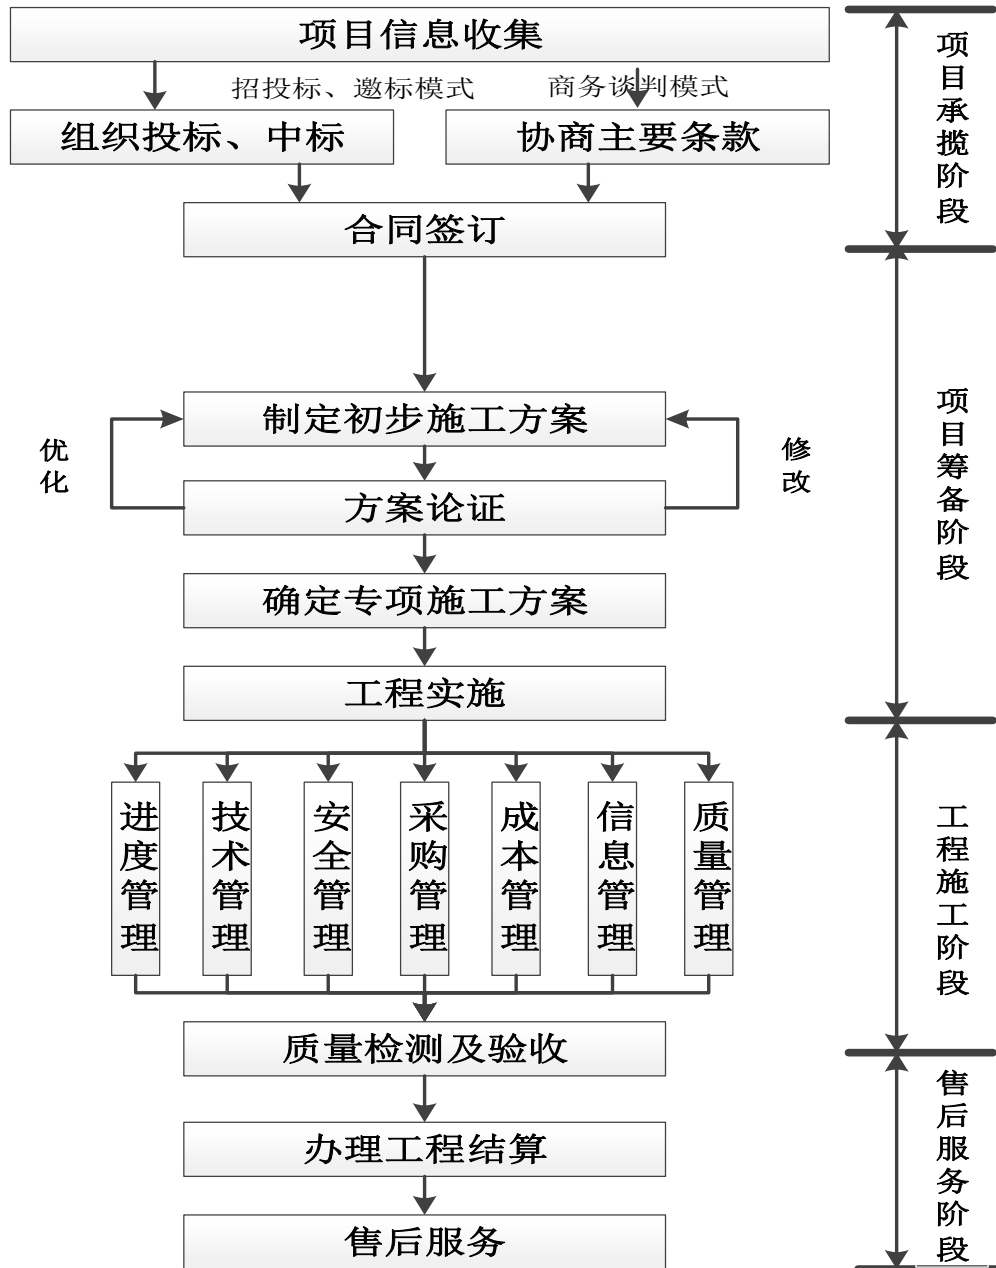 项目信息收集
招投标、邀标模式
商务谈判模式
组织投标、中标
协商主要条款
合同签订
项目承揽阶段
制定初步施工方案
优化
修改
方案论证
确定专项施工方案
工程实施
项目筹备阶段
进度管理
技术管理
安全管理
采购管理
成本管理
信息管理
质量管理
工程施工阶段
质量检测及验收
办理工程结算
售后服务
售后服务阶段